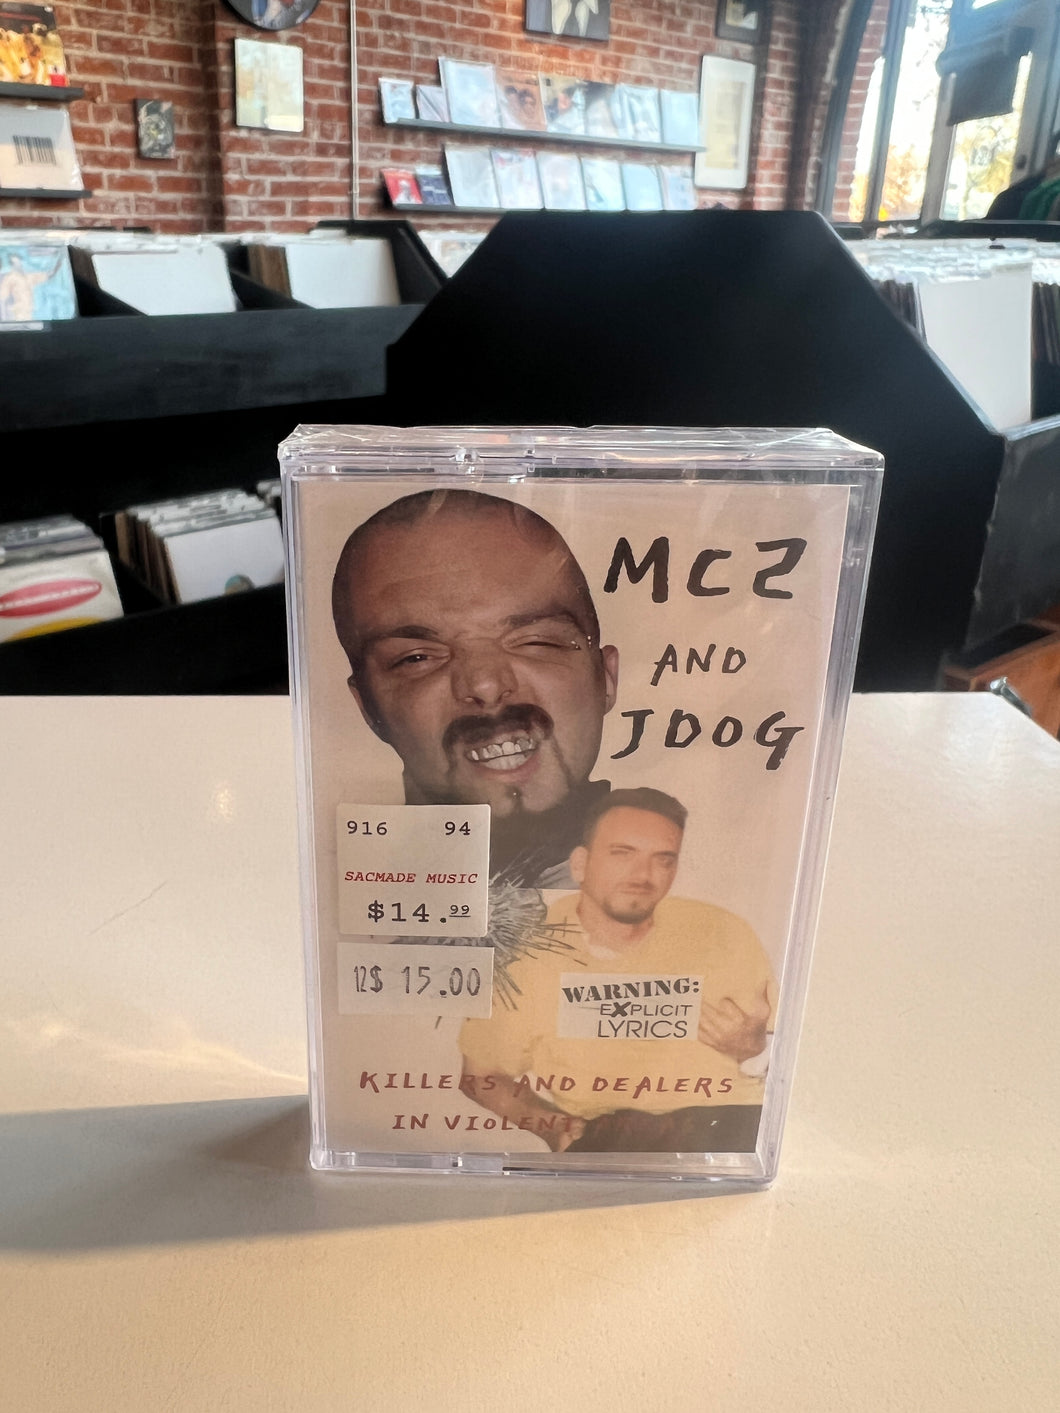 MCZ
AND
JDOG
916 94
SACMADE MUSIC
$14.99
12$ 15.00
WARNING:
EXPLICIT
LYRICS
KILLERS AND DEALERS
IN VIOLENT